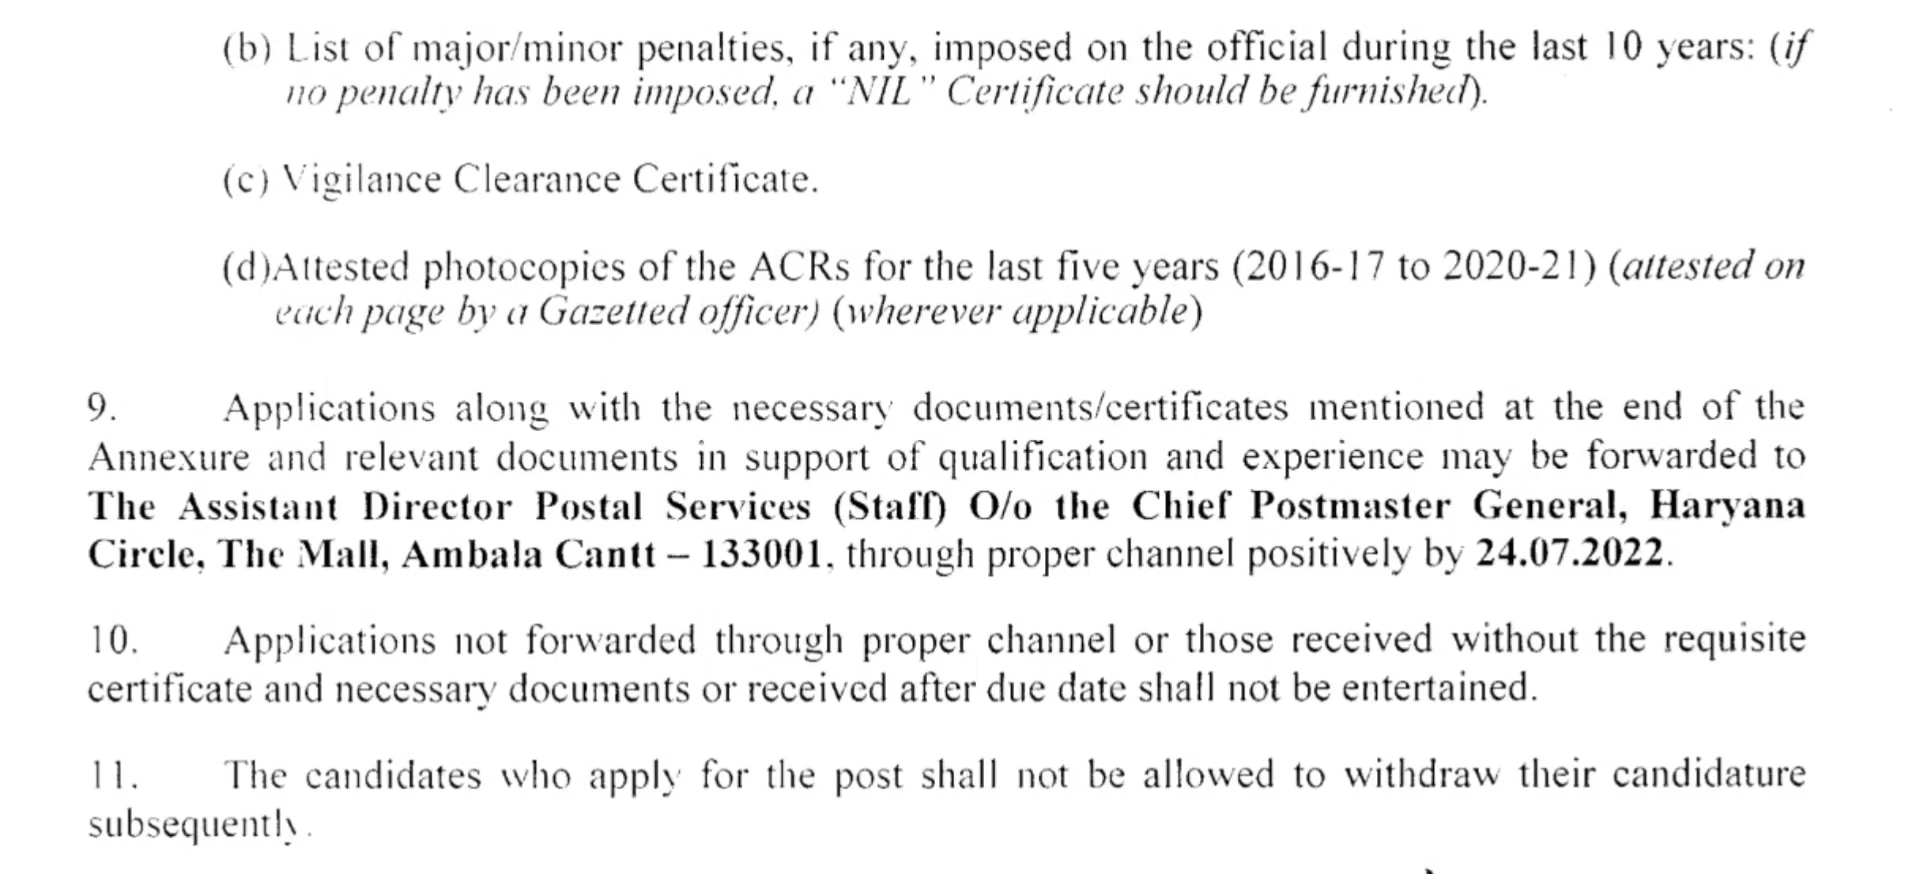 (b) List of major/minor penalties, if any, imposed on the official during the last 10 years: (if
no penalty has been imposed, a “NIL” Certificate should be furnished).
(c) Vigilance Clearance Certificate.
(d)Attested photocopies of the ACRs for the last five years (2016-17 to 2020-21) (attested on
each page by a Gazetted officer) (wherever applicable)
9. Applications along with the necessary documents/certificates mentioned at the end of the
Annexure and relevant documents in support of qualification and experience may be forwarded to
The Assistant Director Postal Services (Staff) O/o the Chief Postmaster General, Haryana
Circle, The Mall, Ambala Cantt – 133001, through proper channel positively by 24.07.2022.
10. Applications not forwarded through proper channel or those received without the requisite
certificate and necessary documents or received after due date shall not be entertained.
11. The candidates who apply for the post shall not be allowed to withdraw their candidature
subsequently.